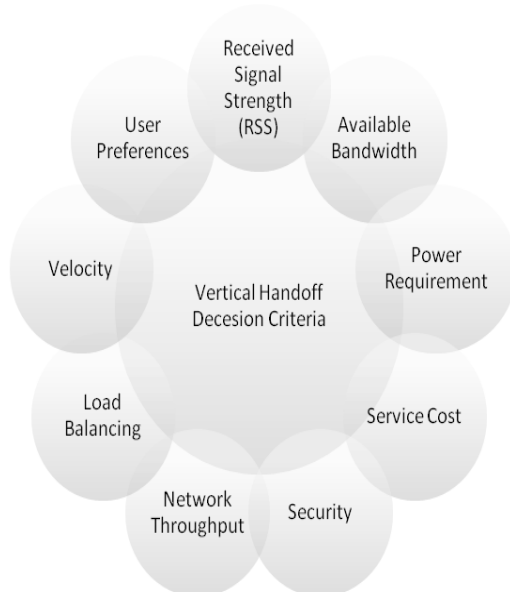 Received
Signal
Strength
(RSS)
Available
Bandwidth
Power
Requirement
Service Cost
Security
Network
Throughput
Load
Balancing
Velocity
User
Preferences
Vertical Handoff
Decesion Criteria